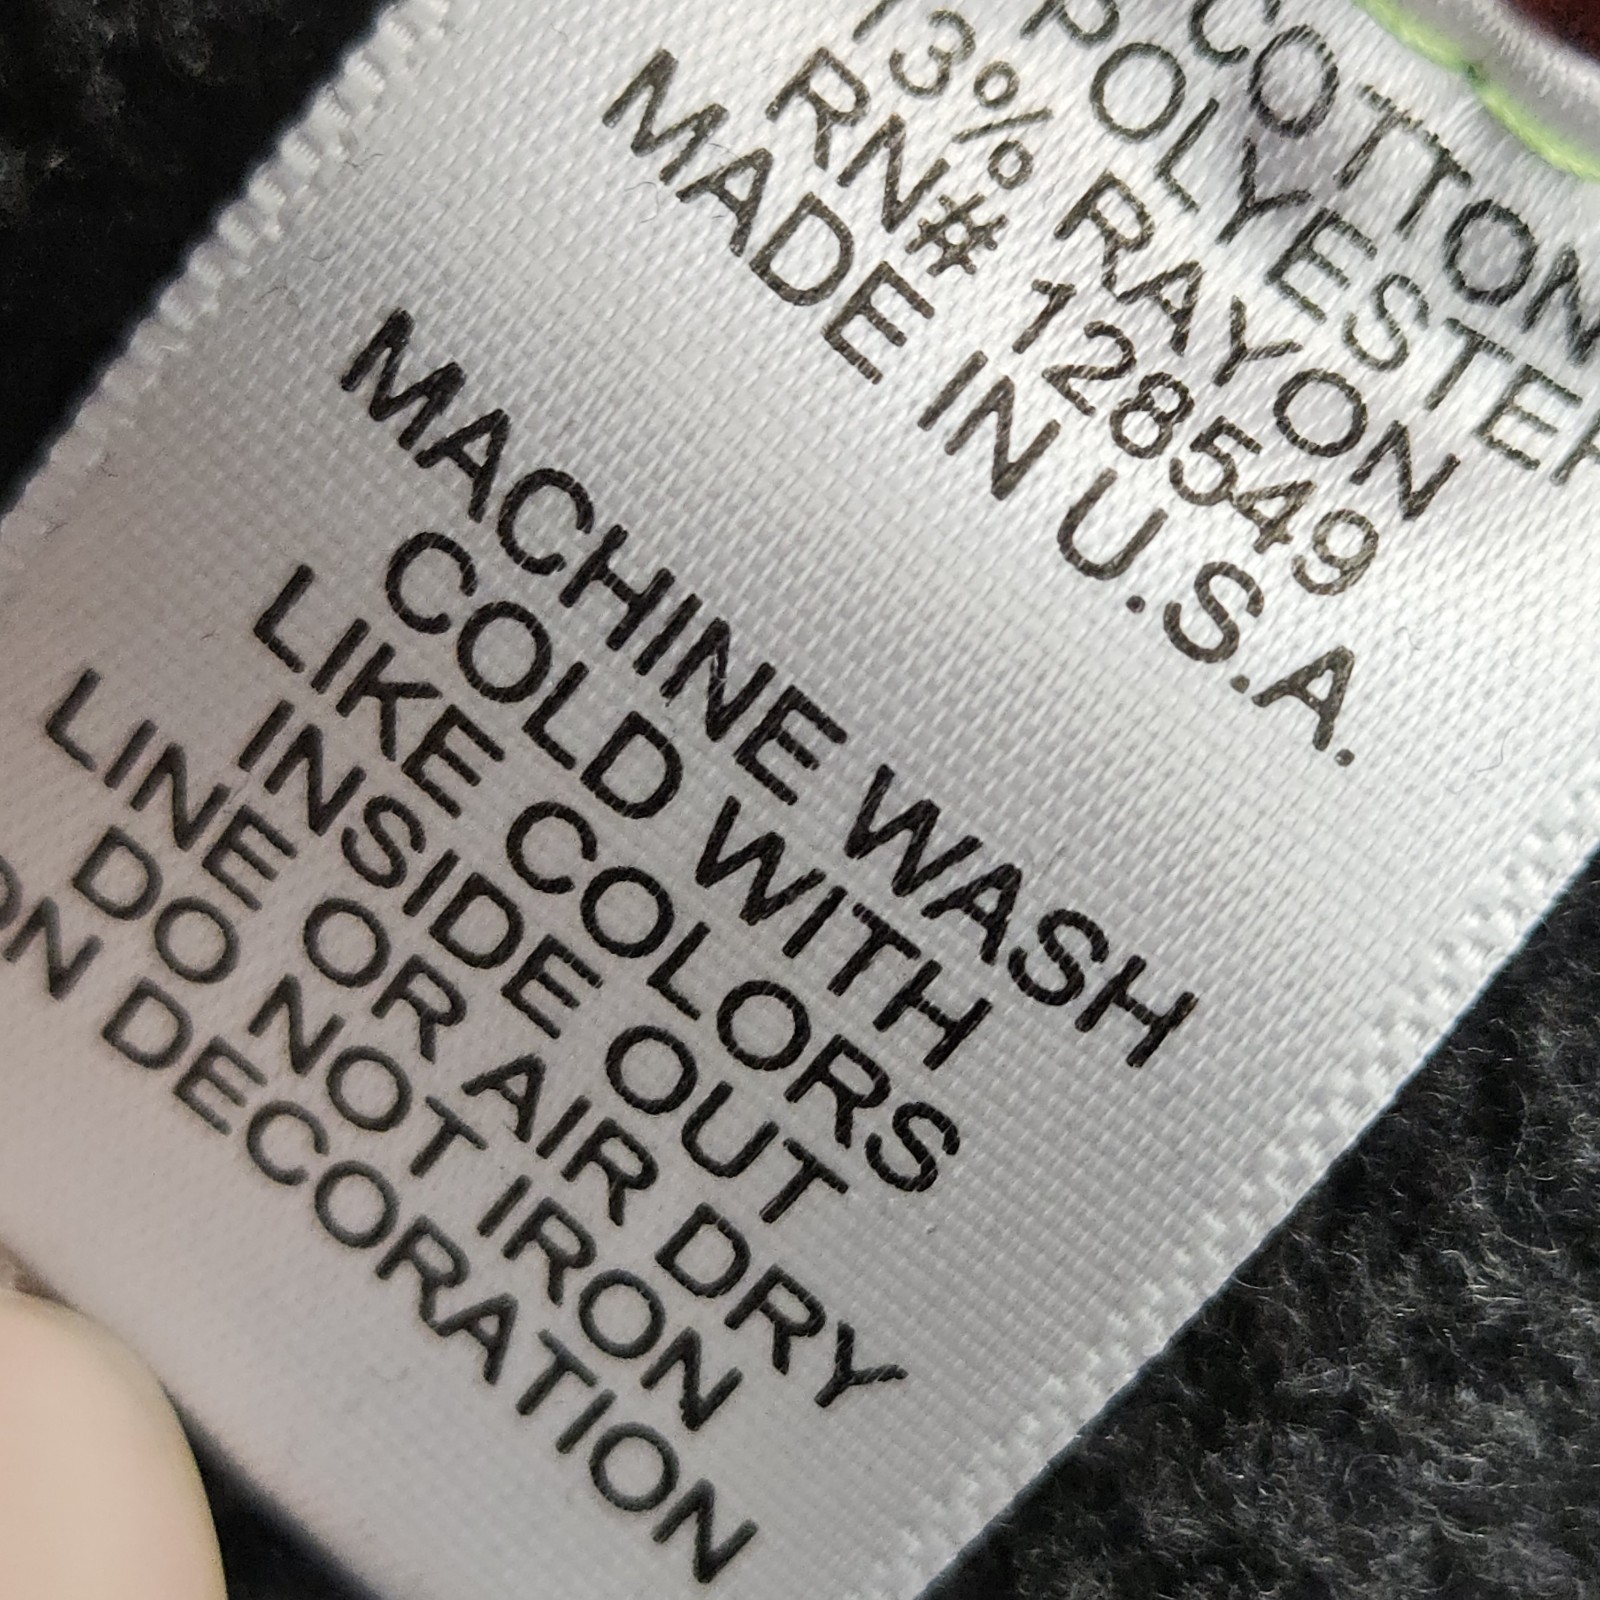 COTTON
POLYESTER
13% RAYON
RN# 128549
MADE IN U.S.A.
MACHINE WASH
COLD WITH
LIKE COLORS
INSIDE OUT
LINE OR AIR DRY
DO NOT IRON
ON DECORATION